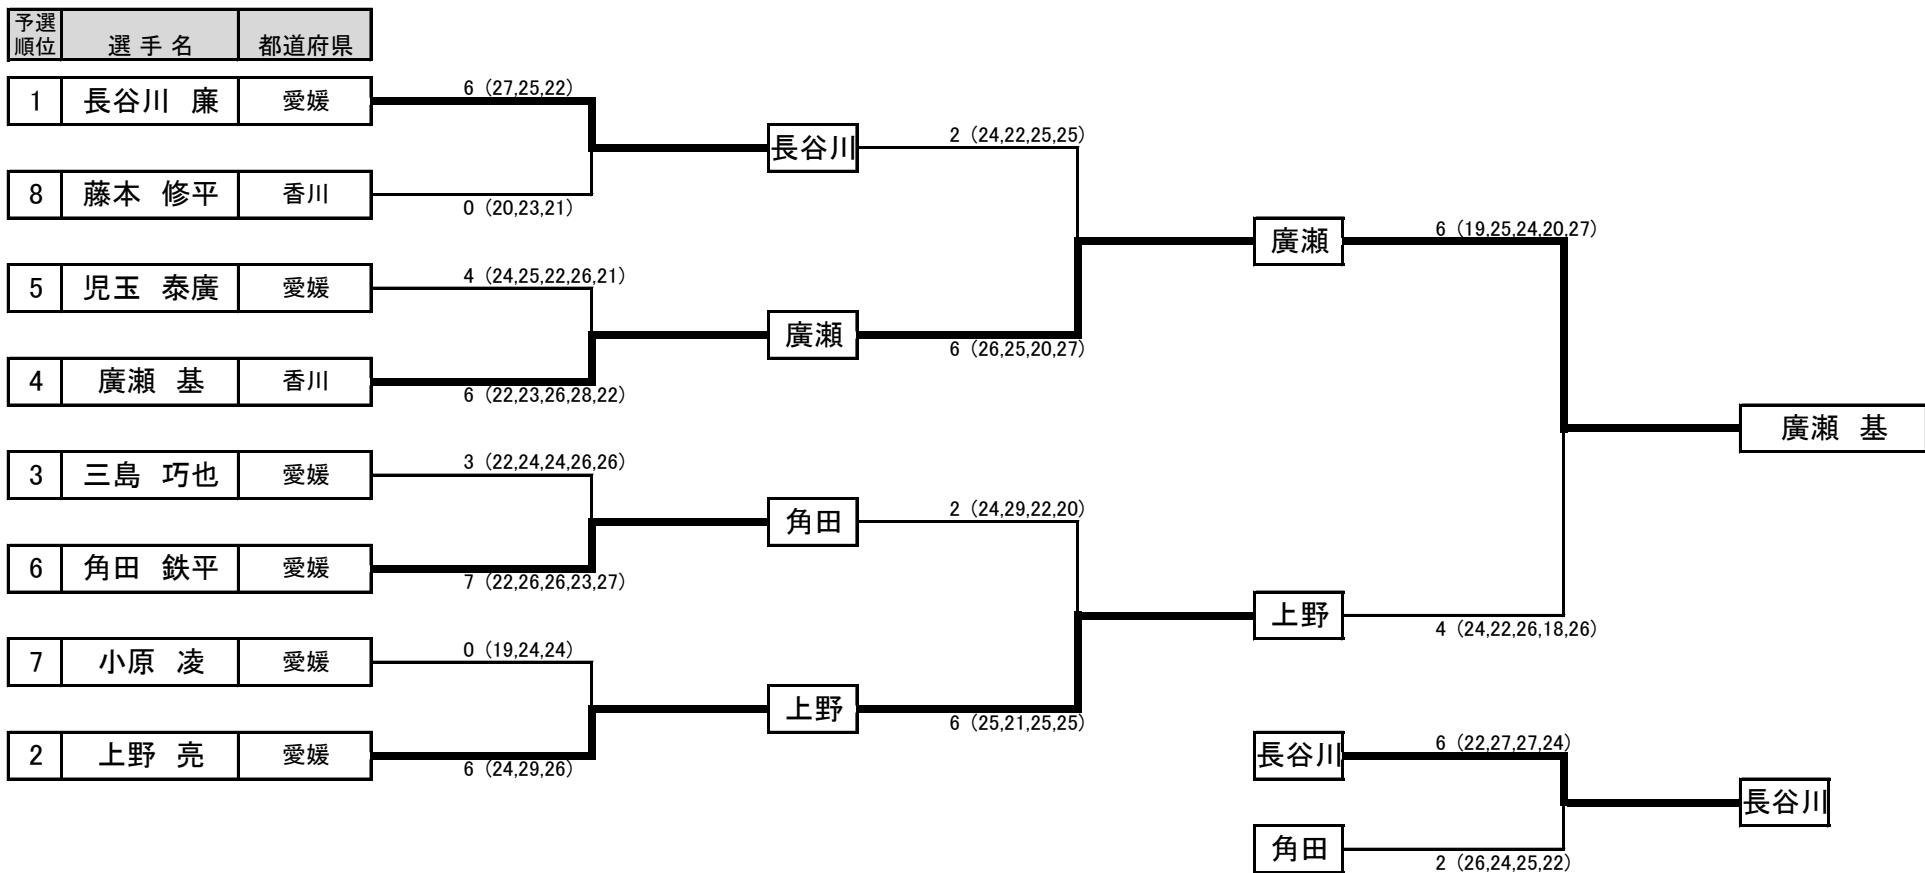 予選
順位
選 手 名
都道府県
1 長谷川 廉 愛媛
6 (27,25,22)
長谷川
2 (24,22,25,25)
8 藤本 修平 香川
0 (20,23,21)
廣瀬
6 (19,25,24,20,27)
5 児玉 泰廣 愛媛
4 (24,25,22,26,21)
廣瀬
6 (26,25,20,27)
4 廣瀬 基 香川
6 (22,23,26,28,22)
廣瀬 基
3 三島 巧也 愛媛
3 (22,24,24,26,26)
角田
2 (24,29,22,20)
6 角田 鉄平 愛媛
7 (22,26,26,23,27)
上野
4 (24,22,26,18,26)
7 小原 凌 愛媛
0 (19,24,24)
上野
6 (25,21,25,25)
2 上野 亮 愛媛
6 (24,29,26)
長谷川
6 (22,27,27,24)
長谷川
角田
2 (26,24,25,22)